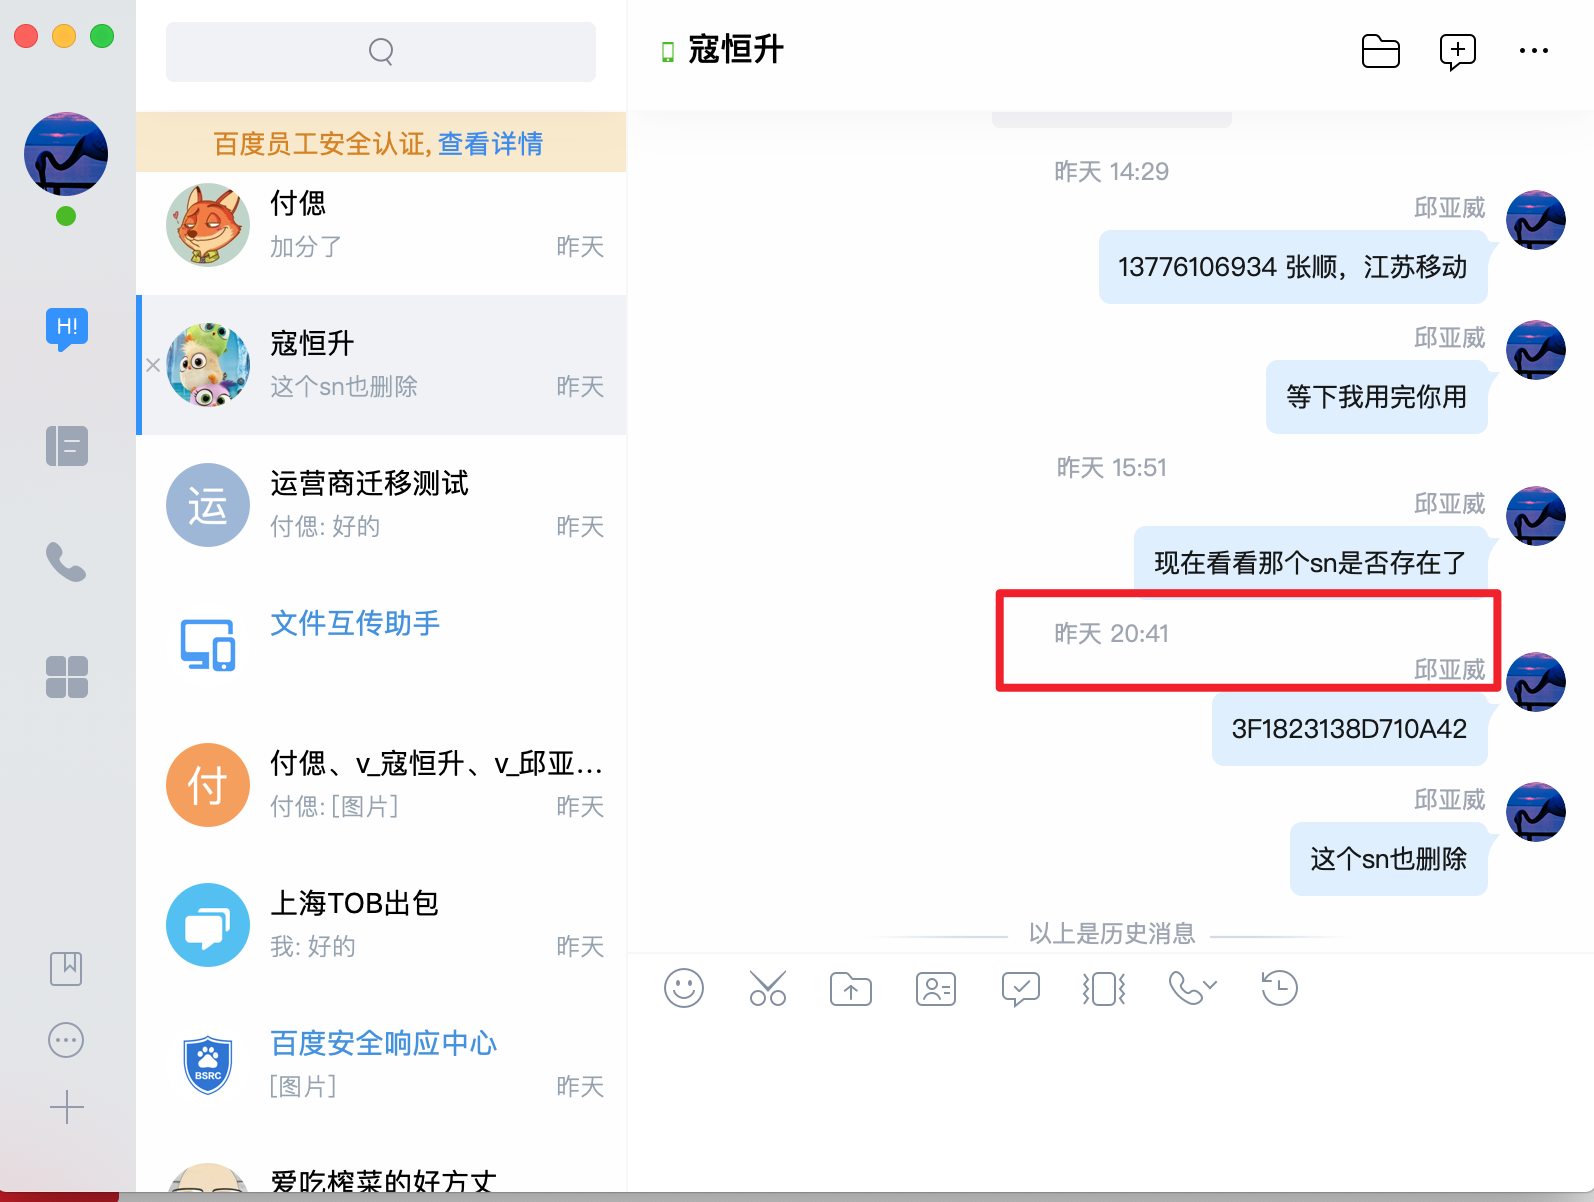 百度员工安全认证,查看详情
付偲
加分了
昨天
寇恒升
这个sn也删除
昨天
运
运营商迁移测试
付偲: 好的
昨天
文件互传助手
付
付偲、v_寇恒升、v_邱亚...
付偲: [图片]
昨天
上海TOB出包
我: 好的
昨天
BSRC
百度安全响应中心
[图片]
昨天
爱吃榨菜的好方丈
H!
寇恒升
昨天 14:29
邱亚威
13776106934 张顺，江苏移动
邱亚威
等下我用完你用
昨天 15:51
邱亚威
现在看看那个sn是否存在了
昨天 20:41
邱亚威
3F1823138D710A42
邱亚威
这个sn也删除
以上是历史消息